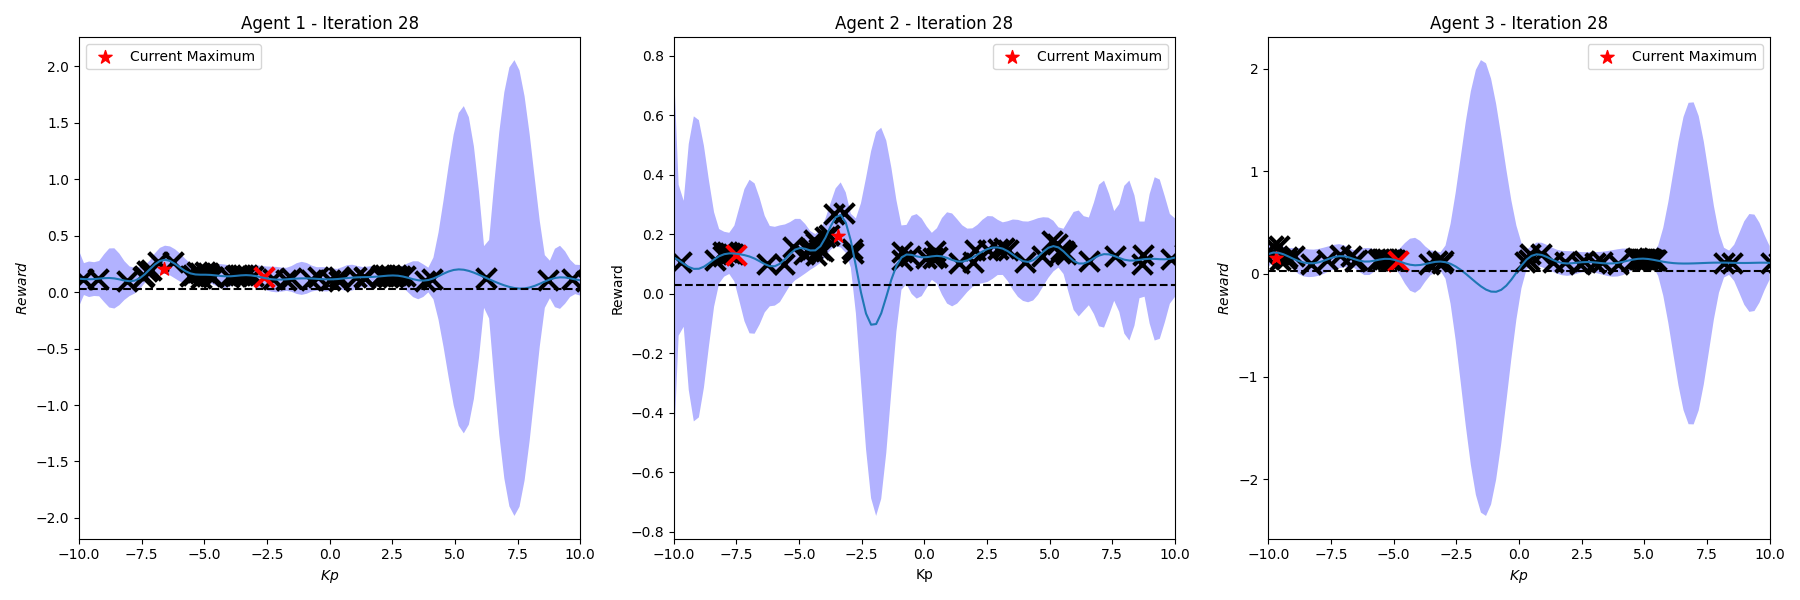 Agent 1 - Iteration 28
Current Maximum
2.0
1.5
1.0
0.5
0.0
−0.5
−1.0
−1.5
−2.0
Reward
−10.0 −7.5 −5.0 −2.5 0.0 2.5 5.0 7.5 10.0
Kp
Agent 2 - Iteration 28
Current Maximum
0.8
0.6
0.4
0.2
0.0
−0.2
−0.4
−0.6
−0.8
Reward
−10.0 −7.5 −5.0 −2.5 0.0 2.5 5.0 7.5 10.0
Kp
Agent 3 - Iteration 28
Current Maximum
2
1
0
−1
−2
Reward
−10.0 −7.5 −5.0 −2.5 0.0 2.5 5.0 7.5 10.0
Kp